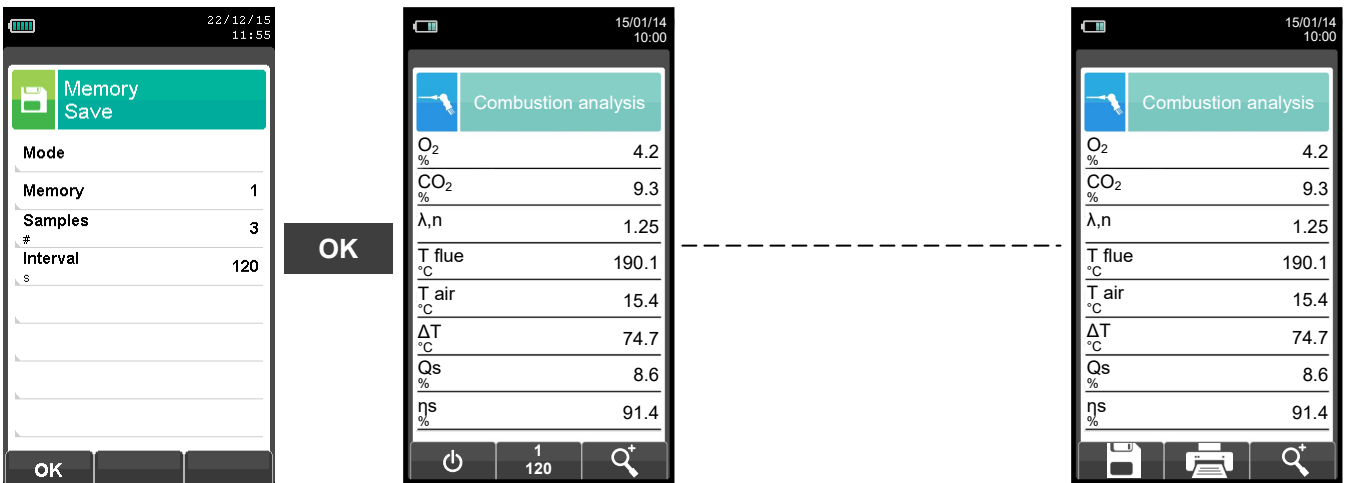 22/12/15
11:55
Memory
Save
Mode
Memory 1
Samples 3
#
Interval 120
s
OK
OK
15/01/14
10:00
Combustion analysis
O₂ 4.2
%
CO₂ 9.3
%
λ,n 1.25
T flue 190.1
°C
T air 15.4
°C
ΔT 74.7
°C
Qs 8.6
%
ηs 91.4
%
1
120
15/01/14
10:00
Combustion analysis
O₂ 4.2
%
CO₂ 9.3
%
λ,n 1.25
T flue 190.1
°C
T air 15.4
°C
ΔT 74.7
°C
Qs 8.6
%
ηs 91.4
%